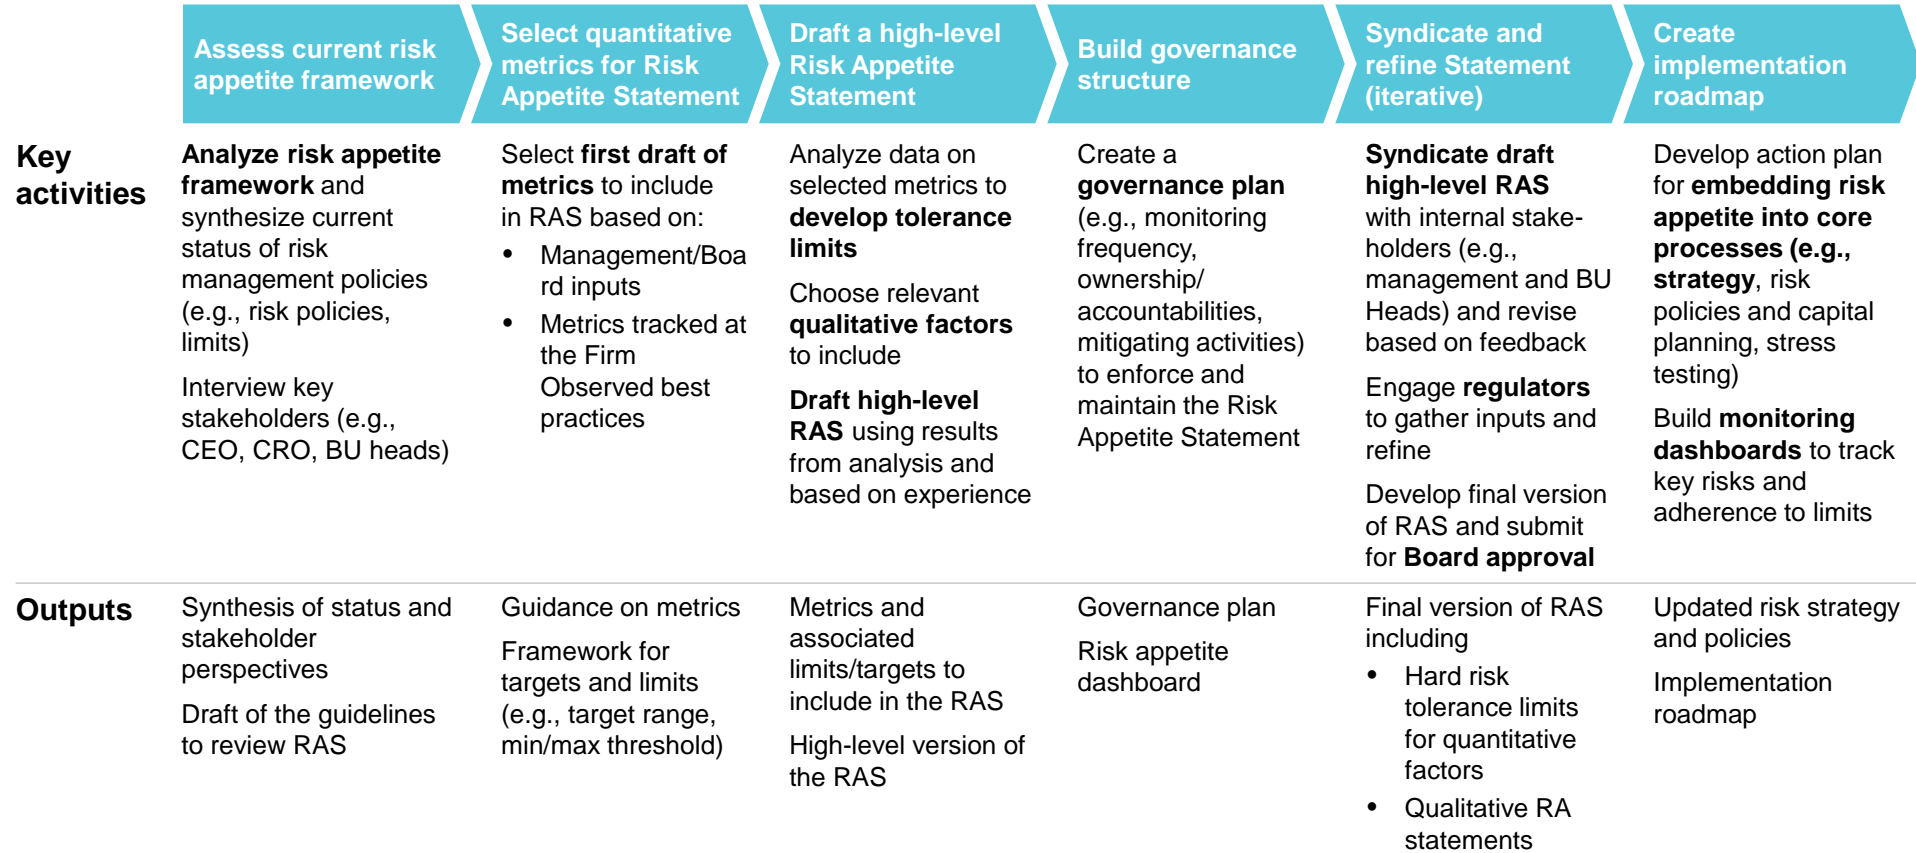 Assess current risk
appetite framework
Select quantitative
metrics for Risk
Appetite Statement
Draft a high-level
Risk Appetite
Statement
Build governance
structure
Syndicate and
refine Statement
(iterative)
Create
implementation
roadmap
Key
activities
Analyze risk appetite
framework and
synthesize current
status of risk
management policies
(e.g., risk policies,
limits)
Interview key
stakeholders (e.g.,
CEO, CRO, BU heads)
Select first draft of
metrics to include
in RAS based on:
• Management/Boa
rd inputs
• Metrics tracked at
the Firm
Observed best
practices
Analyze data on
selected metrics to
develop tolerance
limits
Choose relevant
qualitative factors
to include
Draft high-level
RAS using results
from analysis and
based on experience
Create a
governance plan
(e.g., monitoring
frequency,
ownership/
accountabilities,
mitigating activities)
to enforce and
maintain the Risk
Appetite Statement
Syndicate draft
high-level RAS
with internal stake-
holders (e.g.,
management and BU
Heads) and revise
based on feedback
Engage regulators
to gather inputs and
refine
Develop final version
of RAS and submit
for Board approval
Develop action plan
for embedding risk
appetite into core
processes (e.g.,
strategy, risk
policies and capital
planning, stress
testing)
Build monitoring
dashboards to track
key risks and
adherence to limits
Outputs
Synthesis of status and
stakeholder
perspectives
Draft of the guidelines
to review RAS
Guidance on metrics
Framework for
targets and limits
(e.g., target range,
min/max threshold)
Metrics and
associated
limits/targets to
include in the RAS
High-level version of
the RAS
Governance plan
Risk appetite
dashboard
Final version of RAS
including
• Hard risk
tolerance limits
for quantitative
factors
• Qualitative RA
statements
Updated risk strategy
and policies
Implementation
roadmap